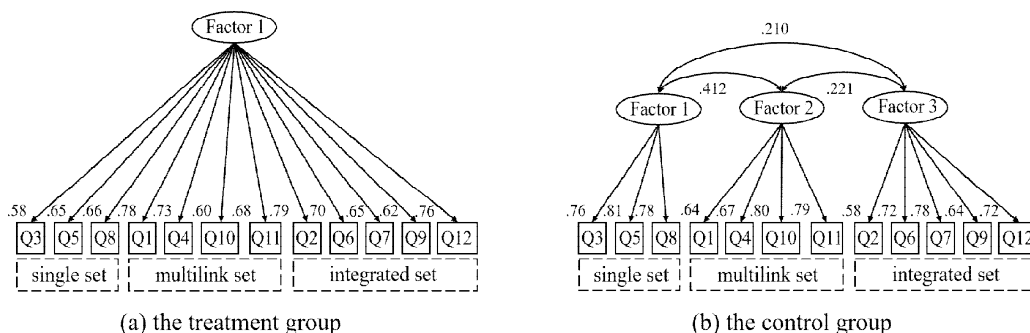 Factor 1
.58 .65 .66 .78 .73 .60 .68 .79 .70 .65 .62 .76
Q3 Q5 Q8 Q1 Q4 Q10 Q11 Q2 Q6 Q7 Q9 Q12
single set multilink set integrated set
(a) the treatment group
.210
.412 .221
Factor 1 Factor 2 Factor 3
.76 .81 .78 .64 .67 .80 .79 .58 .72 .78 .64 .72
Q3 Q5 Q8 Q1 Q4 Q10 Q11 Q2 Q6 Q7 Q9 Q12
single set multilink set integrated set
(b) the control group